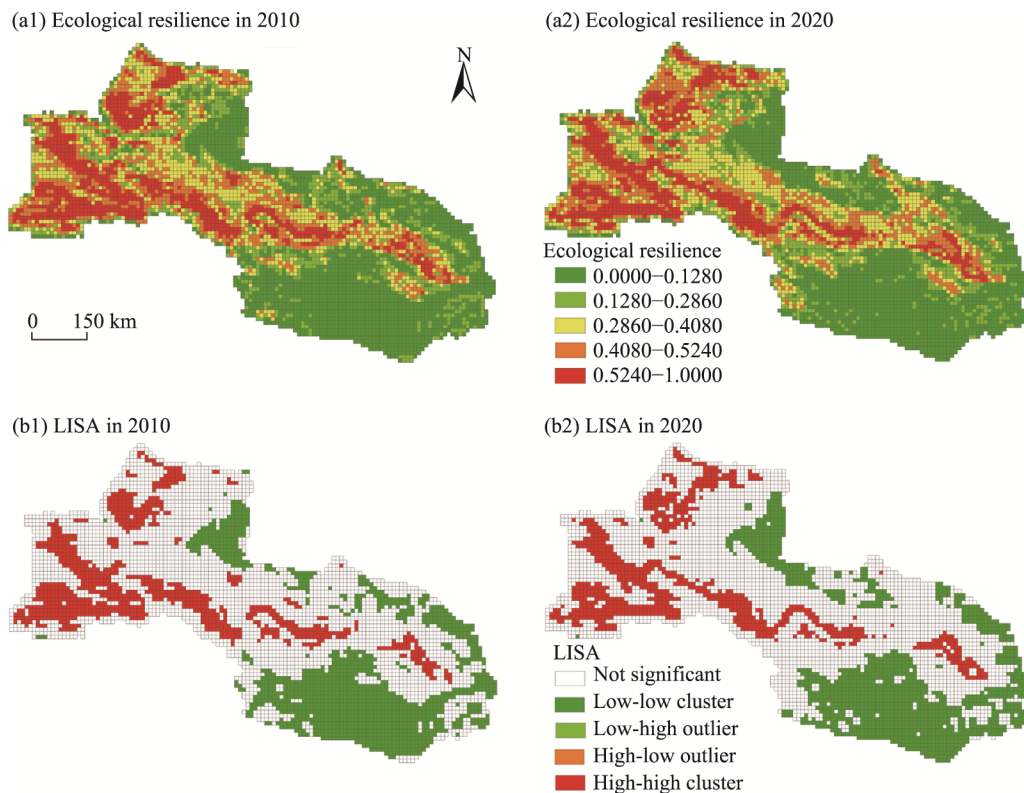 (a1) Ecological resilience in 2010
(a2) Ecological resilience in 2020
N
Ecological resilience
0.0000−0.1280
0.1280−0.2860
0.2860−0.4080
0.4080−0.5240
0.5240−1.0000
0 150 km
(b1) LISA in 2010
(b2) LISA in 2020
LISA
Not significant
Low-low cluster
Low-high outlier
High-low outlier
High-high cluster